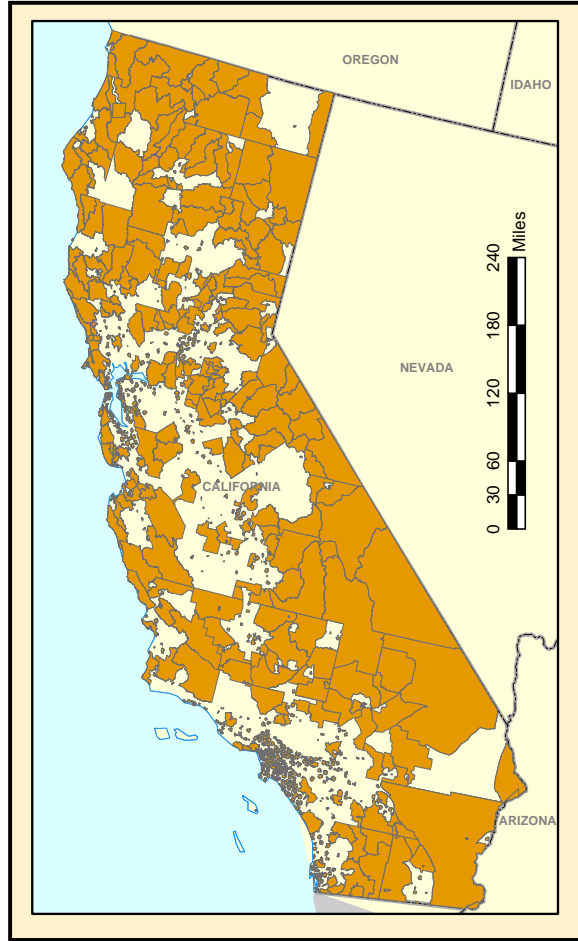 OREGON
IDAHO
NEVADA
CALIFORNIA
ARIZONA
0 30 60 120 180 240
Miles